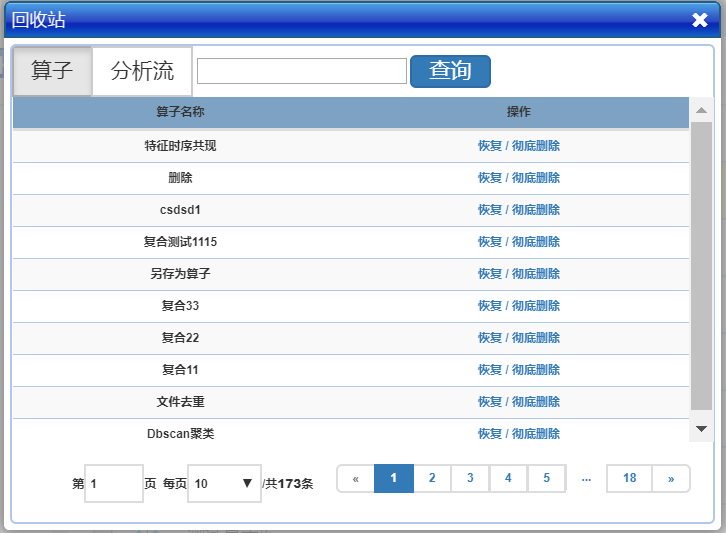 回收站
算子 分析流 查询
算子名称 操作
特征时序共现 恢复 / 彻底删除
删除 恢复 / 彻底删除
csdsd1 恢复 / 彻底删除
复合测试1115 恢复 / 彻底删除
另存为算子 恢复 / 彻底删除
复合33 恢复 / 彻底删除
复合22 恢复 / 彻底删除
复合11 恢复 / 彻底删除
文件去重 恢复 / 彻底删除
Dbscan聚类 恢复 / 彻底删除
第 1 页 每页 10 /共173条 « 1 2 3 4 5 ... 18 »